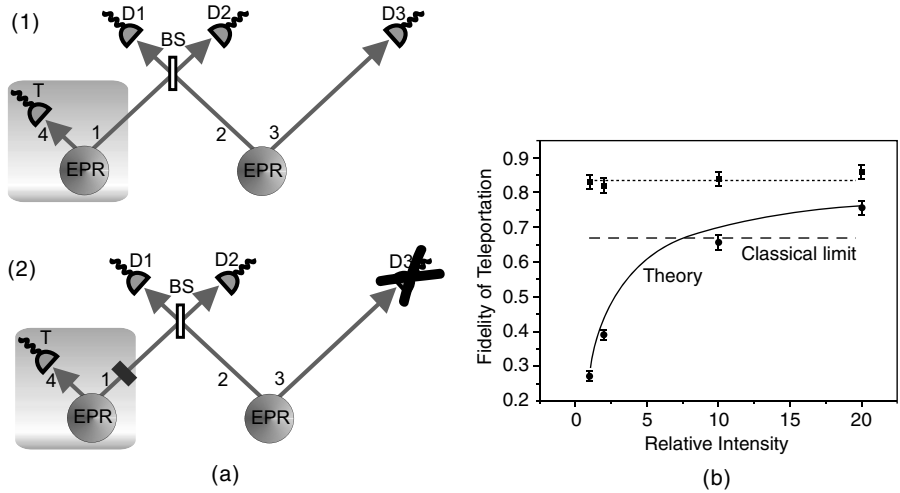 (1)
D1
BS
D2
D3
T
4
1
2
3
EPR
EPR
(2)
D1
BS
D2
D3
T
4
1
2
3
EPR
EPR
(a)
Fidelity of Teleportation
0.9
0.8
0.7
0.6
0.5
0.4
0.3
0.2
Theory
Classical limit
0 5 10 15 20
Relative Intensity
(b)